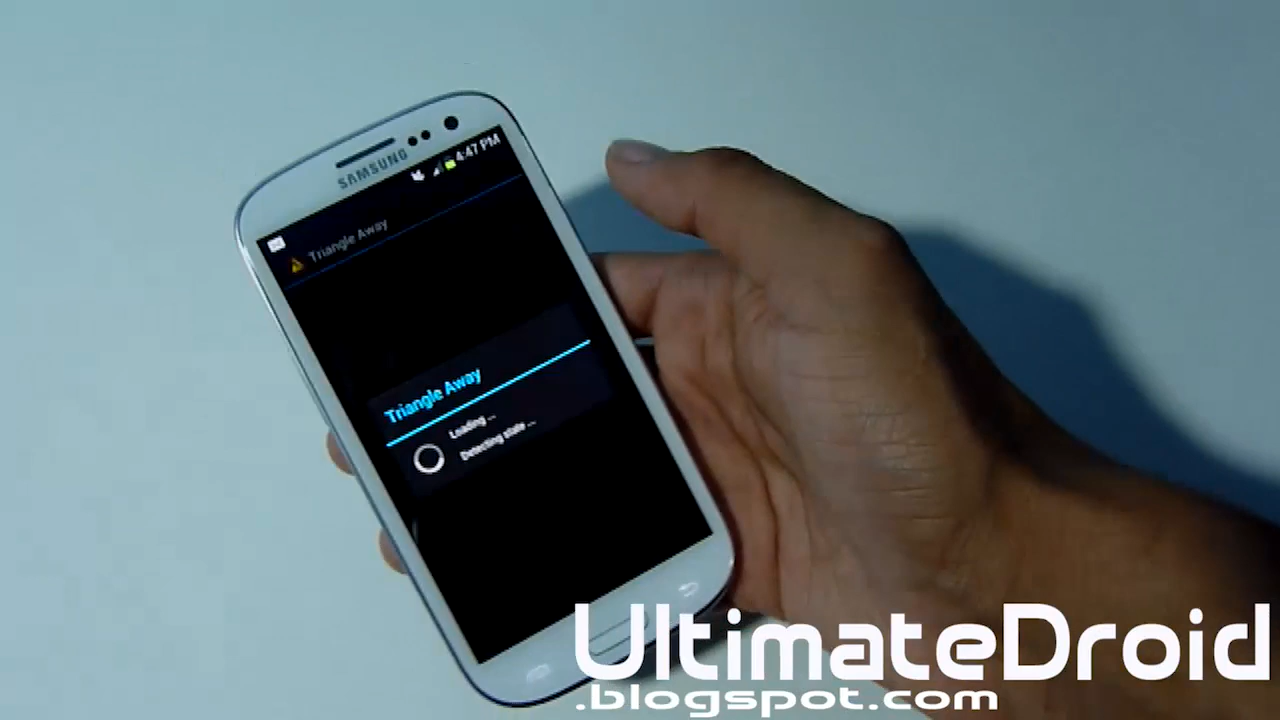 SAMSUNG
4:47 PM
Triangle Away
Triangle Away
Loading ...
Detecting state ...
UltimateDroid
.blogspot.com